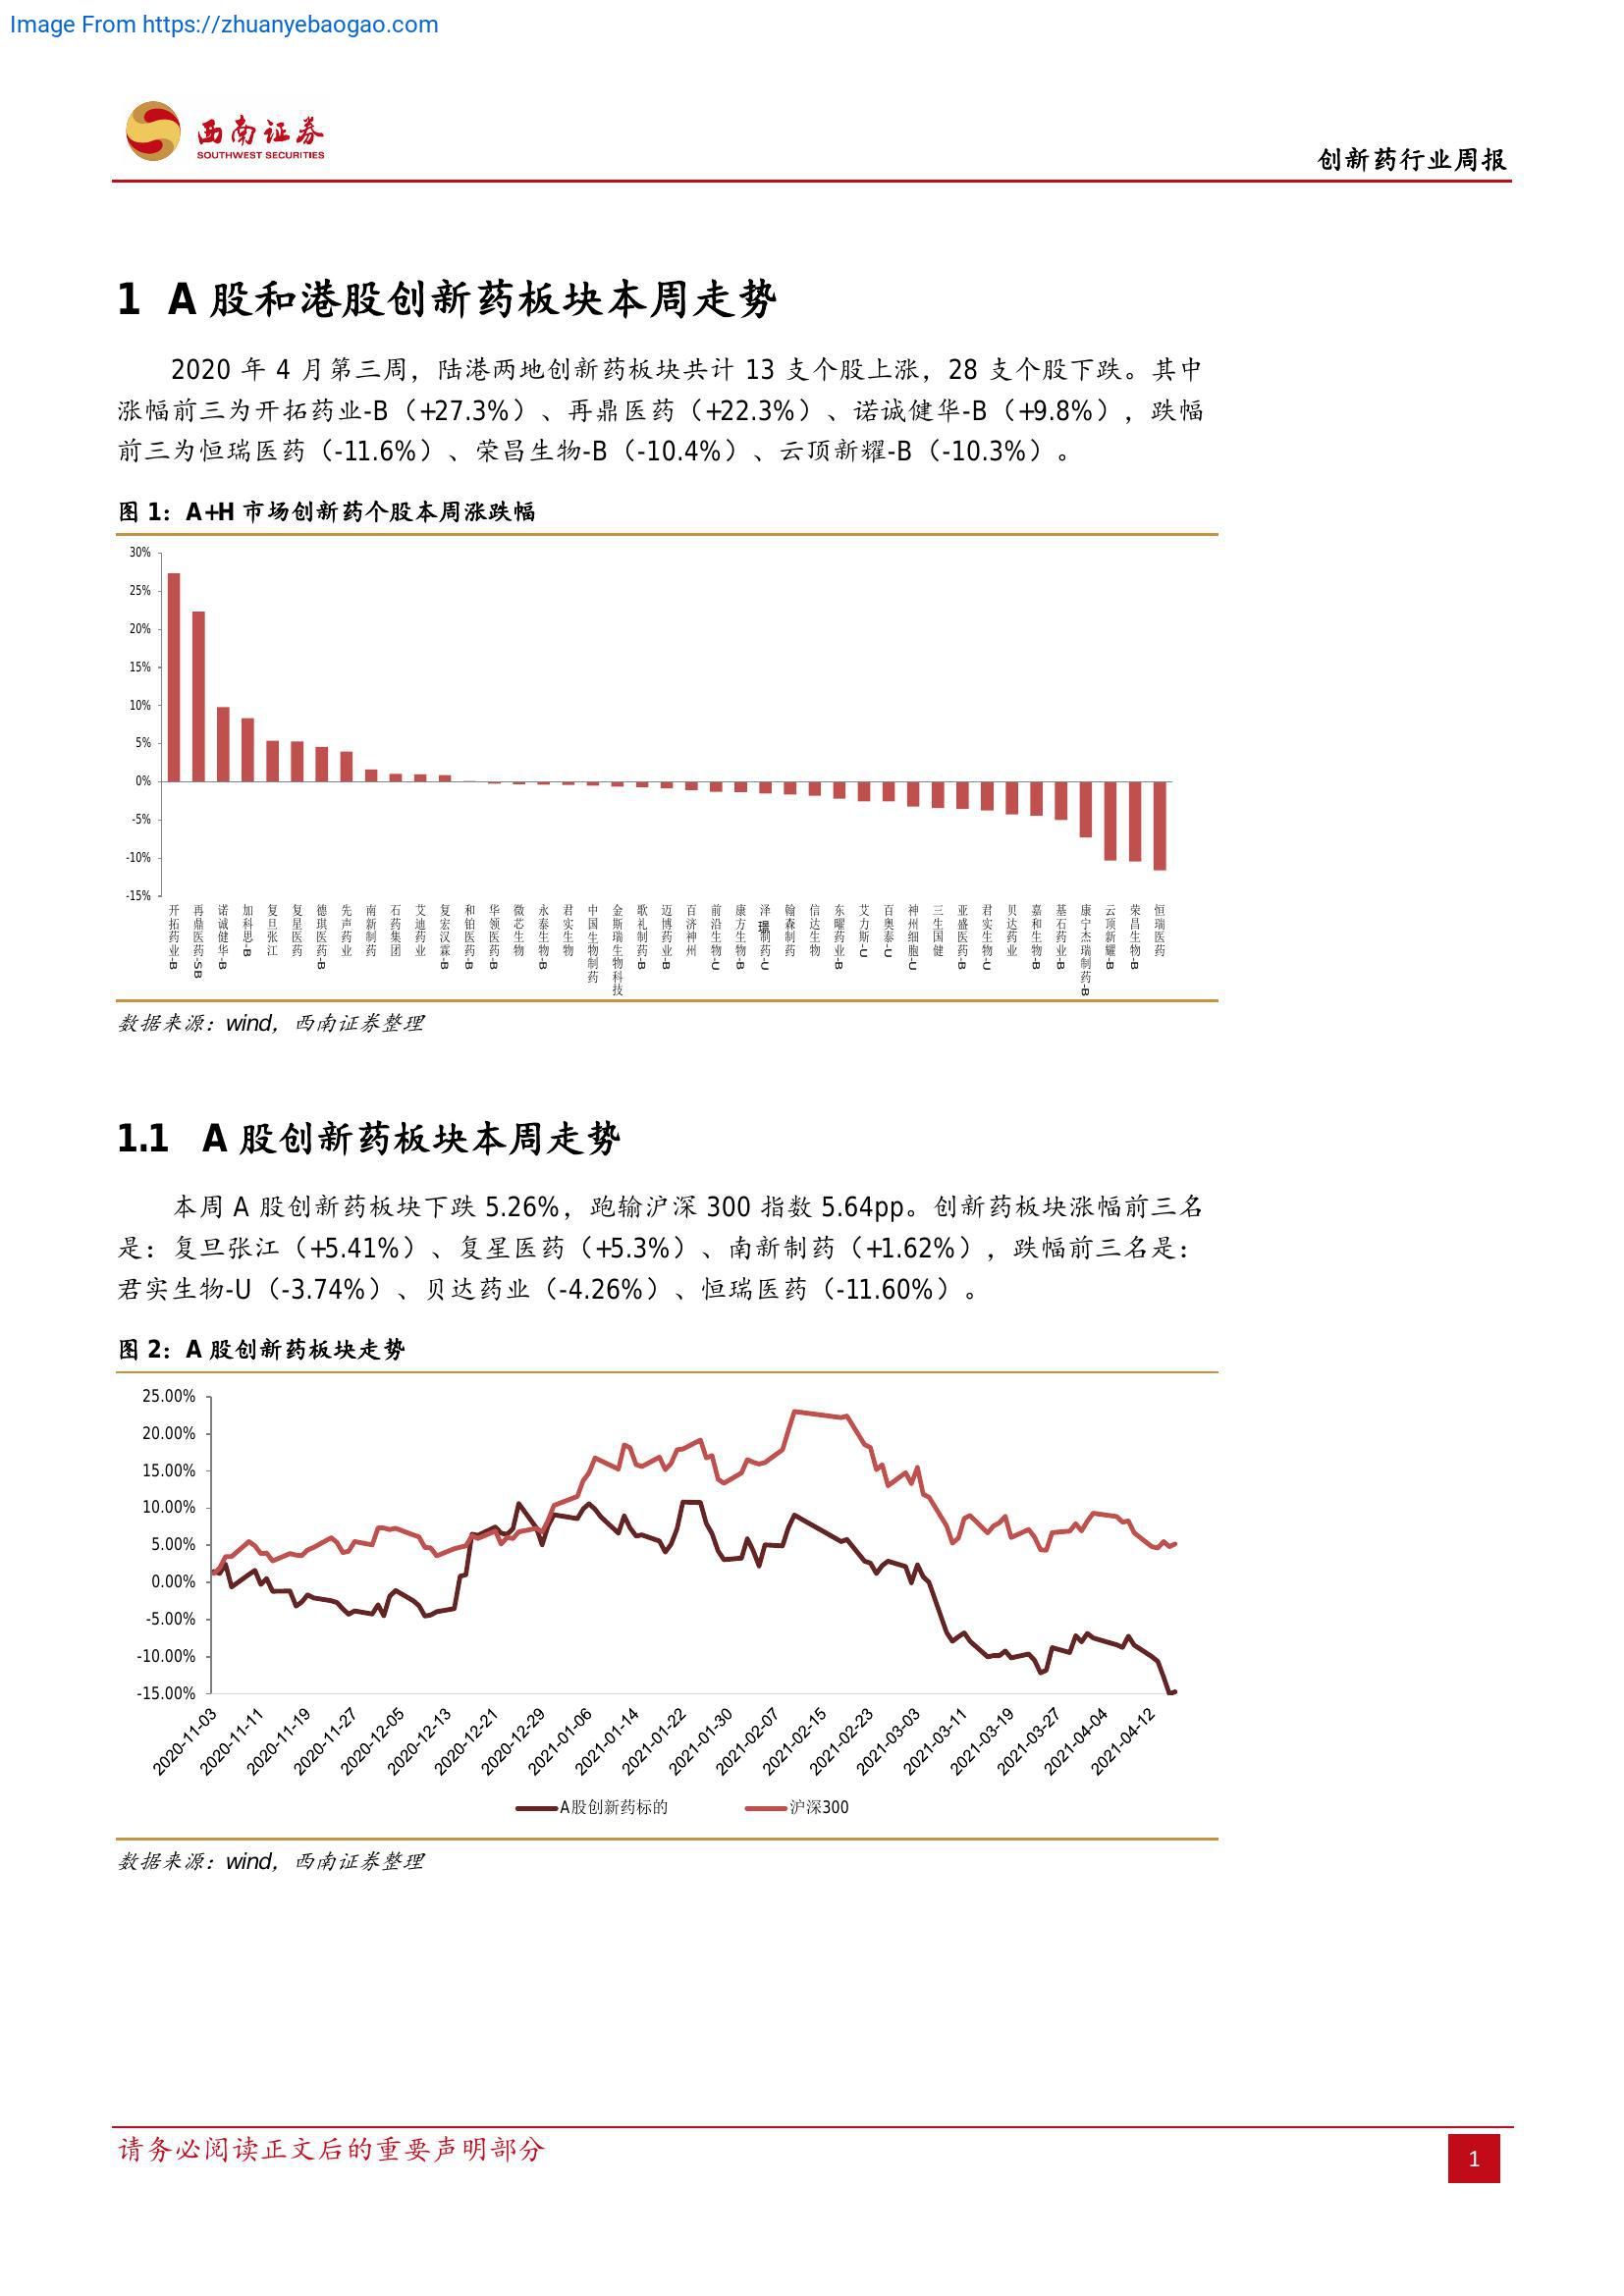 Image From https://zhuanyebaogao.com
西南证券
SOUTHWEST SECURITIES
创新药行业周报
1 A 股和港股创新药板块本周走势
2020 年 4 月第三周，陆港两地创新药板块共计 13 支个股上涨，28 支个股下跌。其中
涨幅前三为开拓药业-B（+27.3%）、再鼎医药（+22.3%）、诺诚健华-B（+9.8%），跌幅
前三为恒瑞医药（-11.6%）、荣昌生物-B（-10.4%）、云顶新耀-B（-10.3%）。
图 1：A+H 市场创新药个股本周涨跌幅
30%
25%
20%
15%
10%
5%
0%
-5%
-10%
-15%
开拓药业-B
再鼎医药-SB
诺诚健华-B
加科思-B
复旦张江
复星医药
德琪医药-B
先声药业
南新制药
石药集团
艾迪药业
复宏汉霖-B
和铂医药-B
华领医药-B
微芯生物
永泰生物-B
君实生物
中国生物制药
金斯瑞生物科技
歌礼制药-B
迈博药业-B
百济神州
前沿生物-U
康方生物-B
泽璟制药-U
翰森制药
信达生物
东曜药业-B
艾力斯-U
百奥泰-U
神州细胞-U
三生国健
亚盛医药-B
君实生物-U
贝达药业
嘉和生物-B
基石药业-B
康宁杰瑞制药-B
云顶新耀-B
荣昌生物-B
恒瑞医药
数据来源：wind，西南证券整理
1.1 A 股创新药板块本周走势
本周 A 股创新药板块下跌 5.26%，跑输沪深 300 指数 5.64pp。创新药板块涨幅前三名
是：复旦张江（+5.41%）、复星医药（+5.3%）、南新制药（+1.62%），跌幅前三名是：
君实生物-U（-3.74%）、贝达药业（-4.26%）、恒瑞医药（-11.60%）。
图 2：A 股创新药板块走势
25.00%
20.00%
15.00%
10.00%
5.00%
0.00%
-5.00%
-10.00%
-15.00%
2020-11-03
2020-11-11
2020-11-19
2020-11-27
2020-12-05
2020-12-13
2020-12-21
2020-12-29
2021-01-06
2021-01-14
2021-01-22
2021-01-30
2021-02-07
2021-02-15
2021-02-23
2021-03-03
2021-03-11
2021-03-19
2021-03-27
2021-04-04
2021-04-12
A股创新药标的 沪深300
数据来源：wind，西南证券整理
请务必阅读正文后的重要声明部分
1